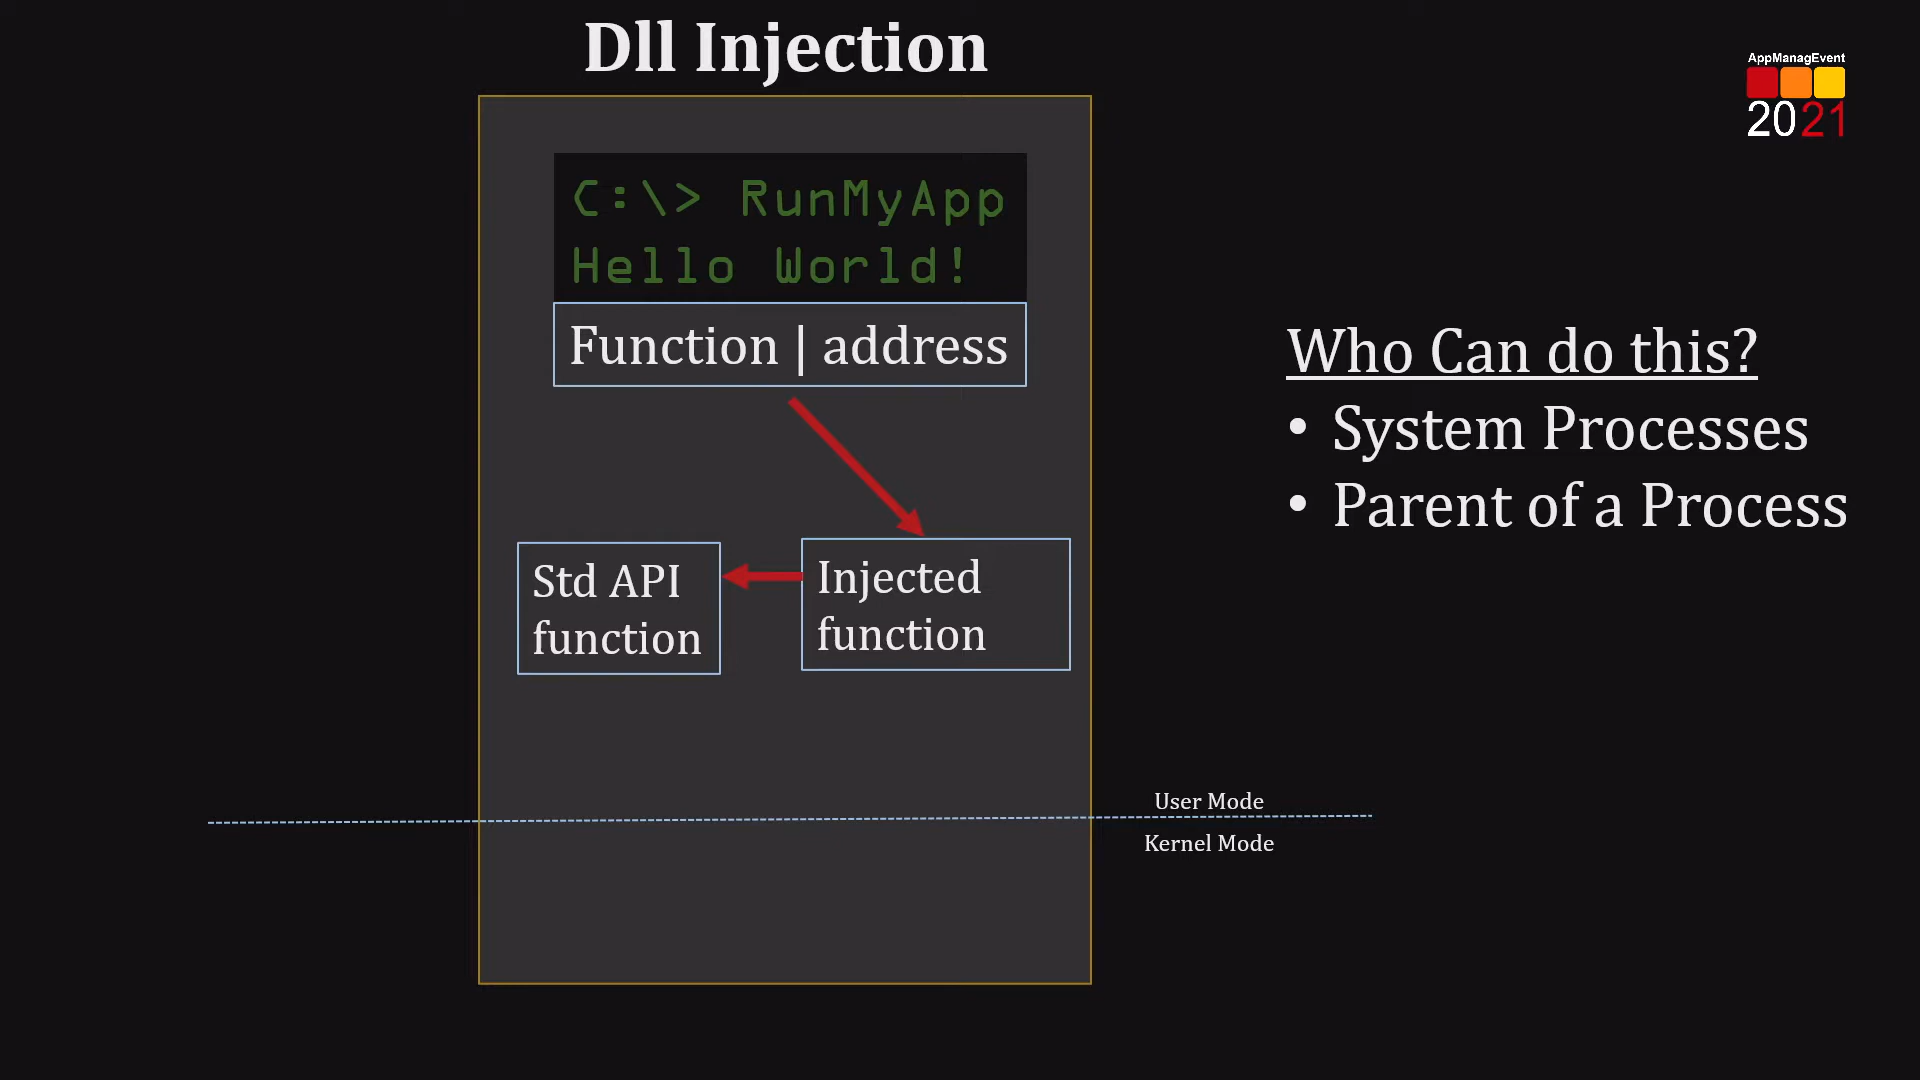 Dll Injection
AppManagEvent
2021
C:\> RunMyApp
Hello World!
Function | address
Who Can do this?
• System Processes
• Parent of a Process
Std API
function
Injected
function
User Mode
Kernel Mode